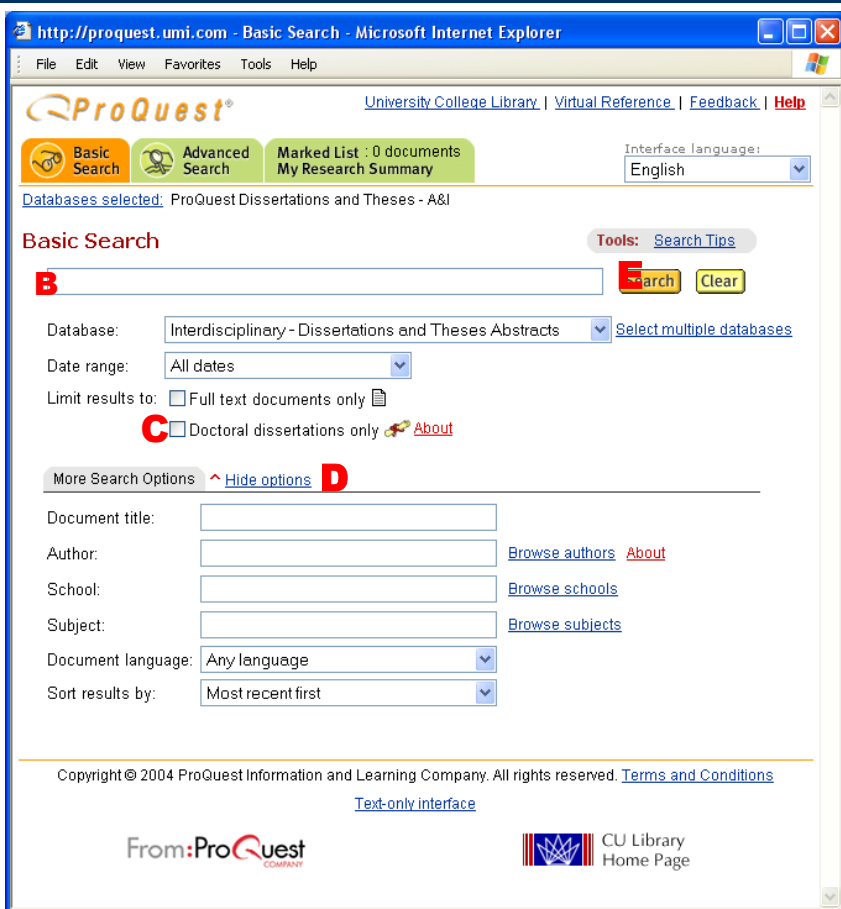 http://proquest.umi.com - Basic Search - Microsoft Internet Explorer
File Edit View Favorites Tools Help
ProQuest® University College Library | Virtual Reference | Feedback | Help
Basic Search Advanced Search Marked List : 0 documents My Research Summary
Interface language:
English
Databases selected: ProQuest Dissertations and Theses - A&I
Basic Search Tools: Search Tips
B E Search Clear
Database: Interdisciplinary - Dissertations and Theses Abstracts Select multiple databases
Date range: All dates
Limit results to: Full text documents only
C Doctoral dissertations only About
More Search Options ^ Hide options D
Document title:
Author: Browse authors About
School: Browse schools
Subject: Browse subjects
Document language: Any language
Sort results by: Most recent first
Copyright © 2004 ProQuest Information and Learning Company. All rights reserved. Terms and Conditions
Text-only interface
From:ProQuest COMPANY CU Library
Home Page